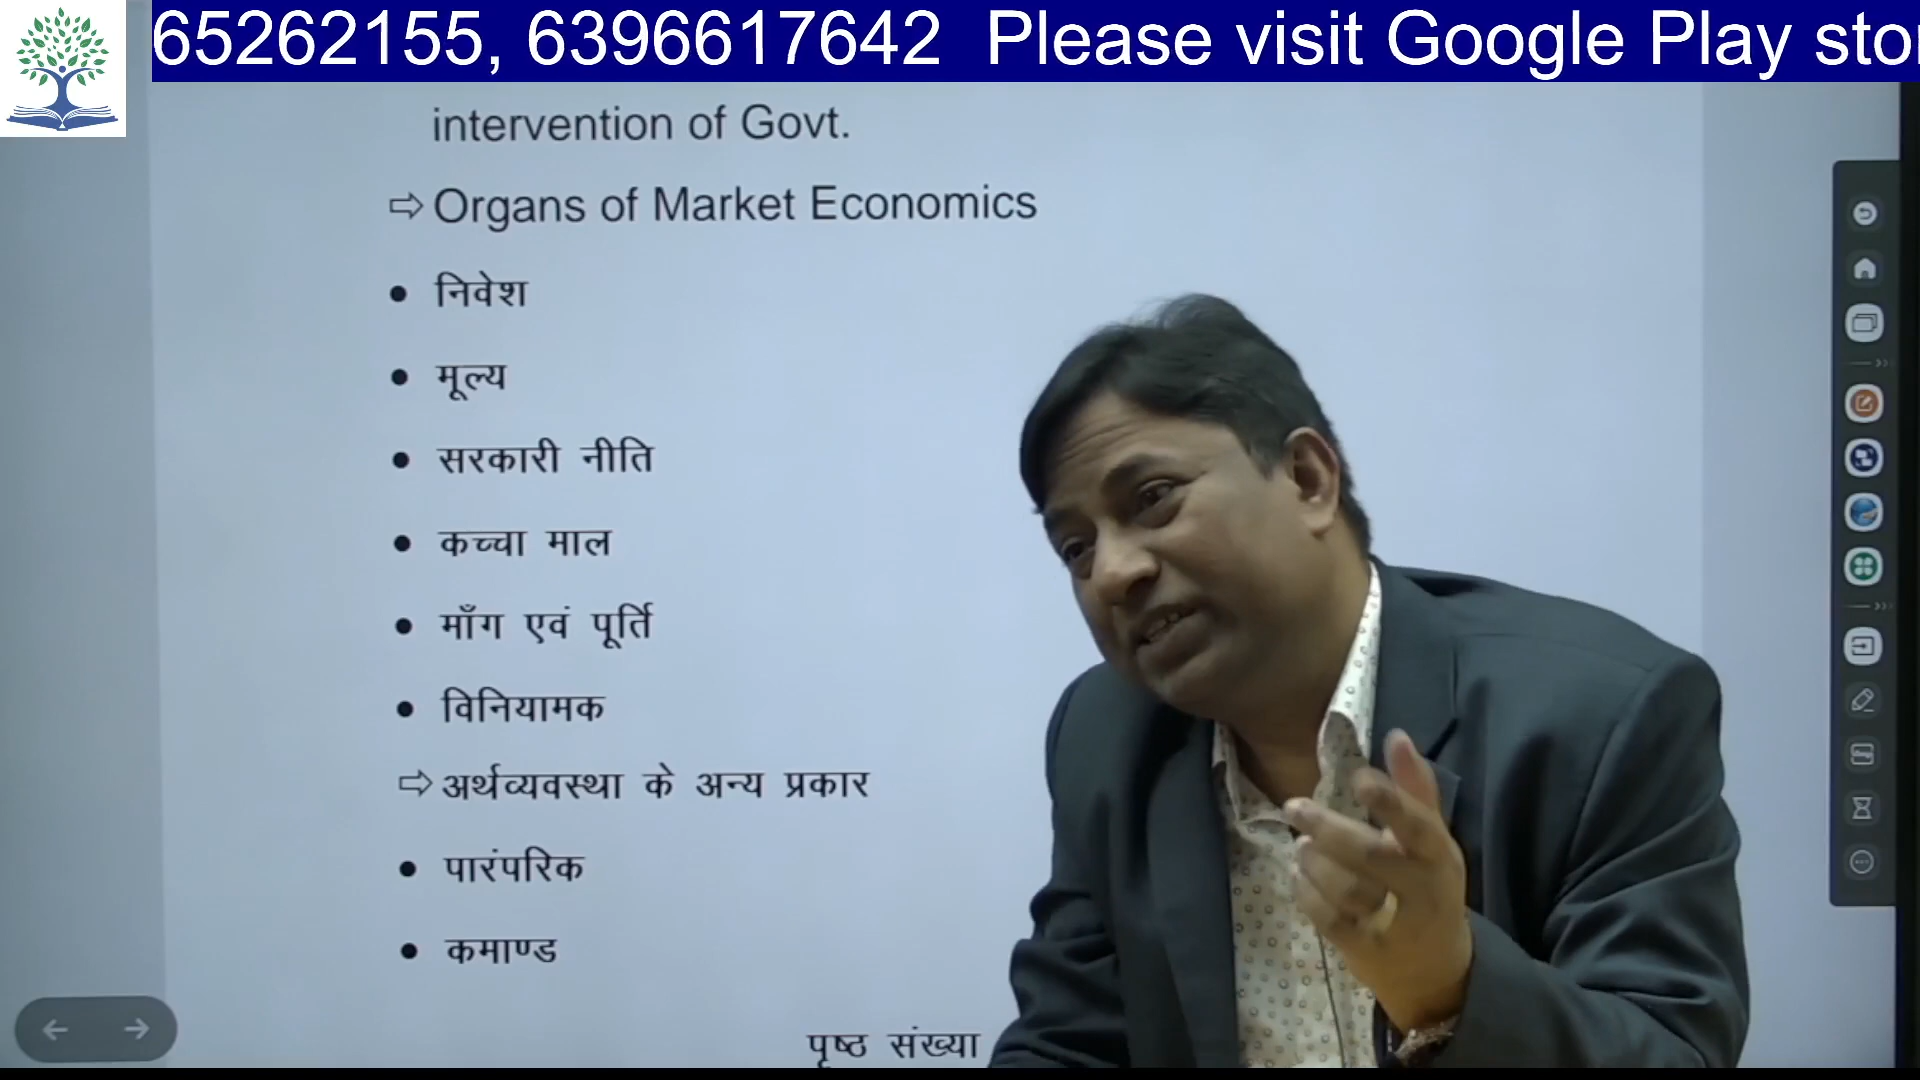 65262155, 6396617642 Please visit Google Play
intervention of Govt.
⇨ Organs of Market Economics
• निवेश
• मूल्य
• सरकारी नीति
• कच्चा माल
• माँग एवं पूर्ति
• विनियामक
⇨ अर्थव्यवस्था के अन्य प्रकार
• पारंपरिक
• कमाण्ड
पृष्ठ संख्या